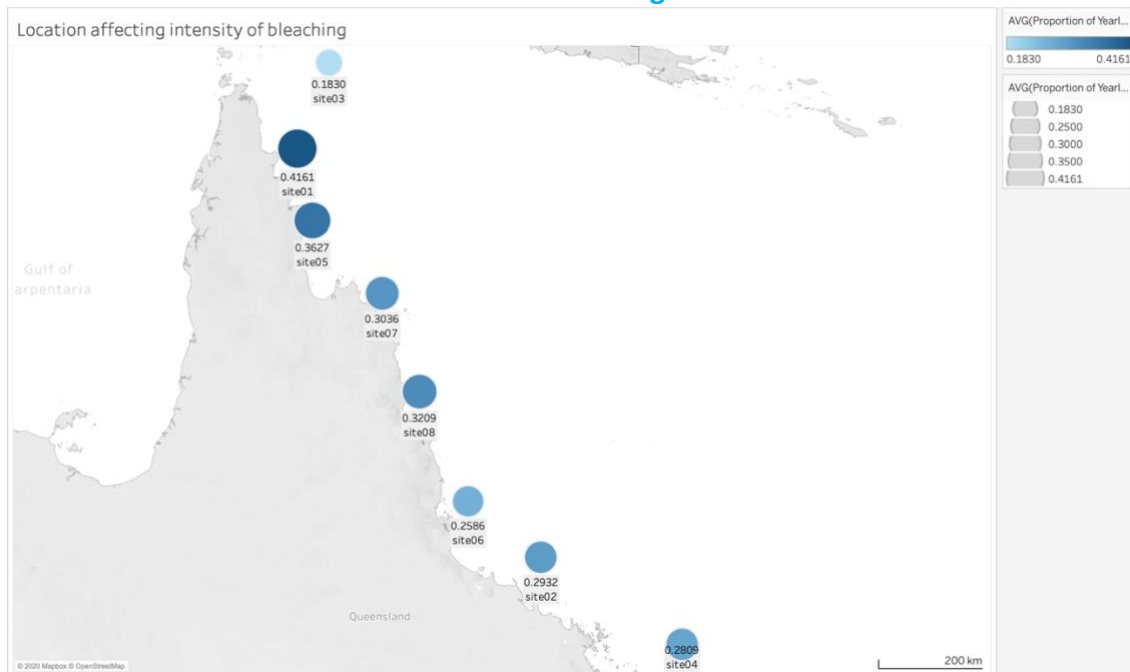 Location affecting intensity of bleaching
0.1830
site03
0.4161
site01
0.3627
site05
0.3036
site07
0.3209
site08
0.2586
site06
0.2932
site02
0.2809
site04
Gulf of
arpentaria
Queensland
© 2020 Mapbox © OpenStreetMap
200 km
AVG(Proportion of Yearl...
0.1830 0.4161
AVG(Proportion of Yearl...
0.1830
0.2500
0.3000
0.3500
0.4161